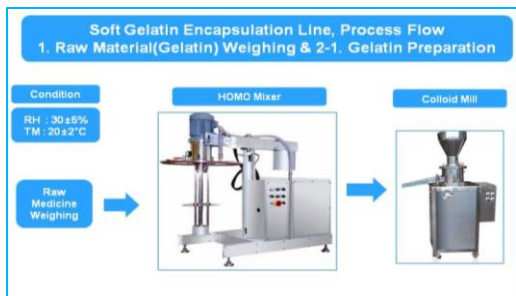 Soft Gelatin Encapsulation Line, Process Flow
1. Raw Material(Gelatin) Weighing & 2-1. Gelatin Preparation
Condition
RH : 30±5%
TM : 20±2°C
Raw
Medicine
Weighing
HOMO Mixer
Colloid Mill